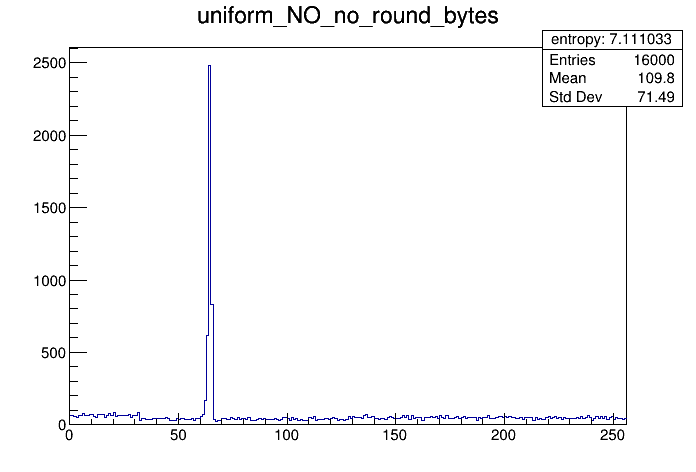 uniform_NO_no_round_bytes
entropy: 7.111033
Entries 16000
Mean 109.8
Std Dev 71.49
2500
2000
1500
1000
500
0
0 50 100 150 200 250